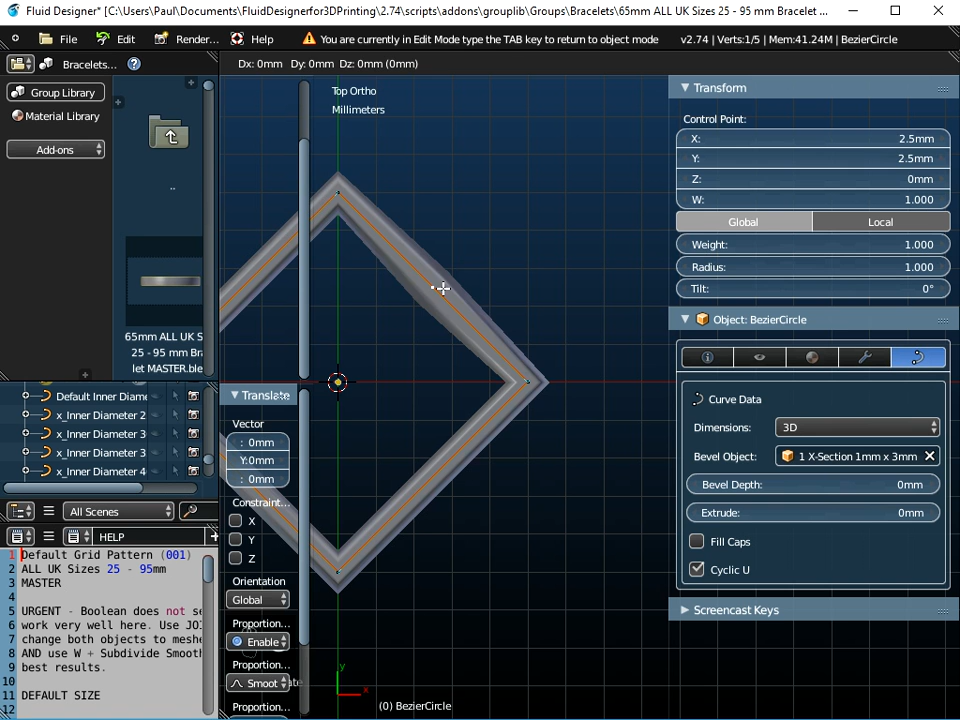 Fluid Designer* [C:\Users\Paul\Documents\FluidDesignerfor3DPrinting\2.74\scripts\addons\grouplib\Groups\Bracelets\65mm ALL UK Sizes 25 - 95 mm Bracelet ...
File Edit Render... Help You are currently in Edit Mode type the TAB key to return to object mode v2.74 | Verts:1/5 | Mem:41.24M | BezierCircle
Bracelets...
Dx: 0mm Dy: 0mm Dz: 0mm (0mm)
Group Library
Material Library
Add-ons
..
65mm ALL UK S
25 - 95 mm Bra
let MASTER.ble
Default Inner Diame
x_Inner Diameter 2
x_Inner Diameter 3
x_Inner Diameter 3
x_Inner Diameter 4
All Scenes
HELP
1 Default Grid Pattern (001)
2 ALL UK Sizes 25 - 95mm
3 MASTER
4
5 URGENT - Boolean does not se
6 work very well here. Use JOI
7 change both objects to meshe
8 AND use W + Subdivide Smooth
9 best results.
10
11 DEFAULT SIZE
12
Top Ortho
Millimeters
Translate
Vector
: 0mm
Y:0mm
: 0mm
Constraint...
X
Y
Z
Orientation
Global
Proportion...
Enable
Proportion...
Smoot
Proportion...
y
x
(0) BezierCircle
Transform
Control Point:
X: 2.5mm
Y: 2.5mm
Z: 0mm
W: 1.000
Global Local
Weight: 1.000
Radius: 1.000
Tilt: 0°
Object: BezierCircle
Curve Data
Dimensions: 3D
Bevel Object: 1 X-Section 1mm x 3mm
Bevel Depth: 0mm
Extrude: 0mm
Fill Caps
Cyclic U
Screencast Keys